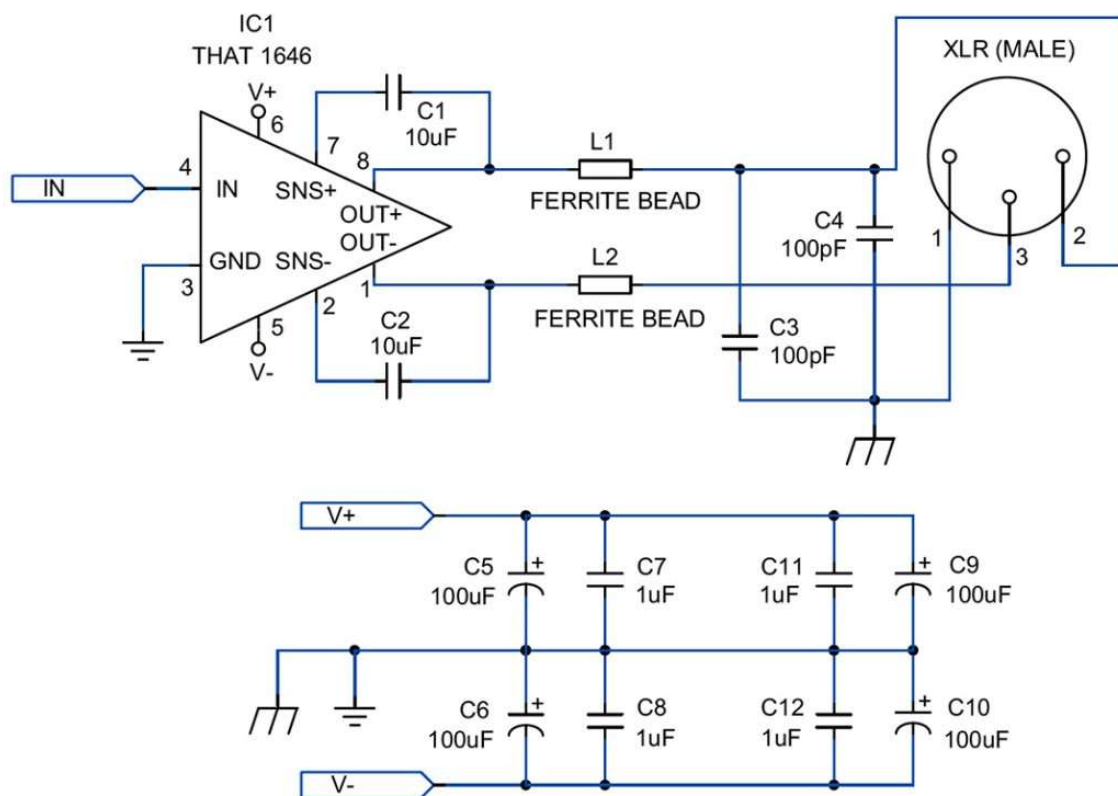 IC1
THAT 1646
XLR (MALE)
V+
6
7
C1
10uF
4
8
L1
IN
IN
SNS+
OUT+
FERRITE BEAD
OUT-
C4
100pF
1
2
3
GND
SNS-
L2
3
1
2
5
C2
10uF
FERRITE BEAD
C3
100pF
V-
V+
C5
100uF
+
C7
1uF
C11
1uF
+
C9
100uF
C6
100uF
+
C8
1uF
C12
1uF
+
C10
100uF
V-